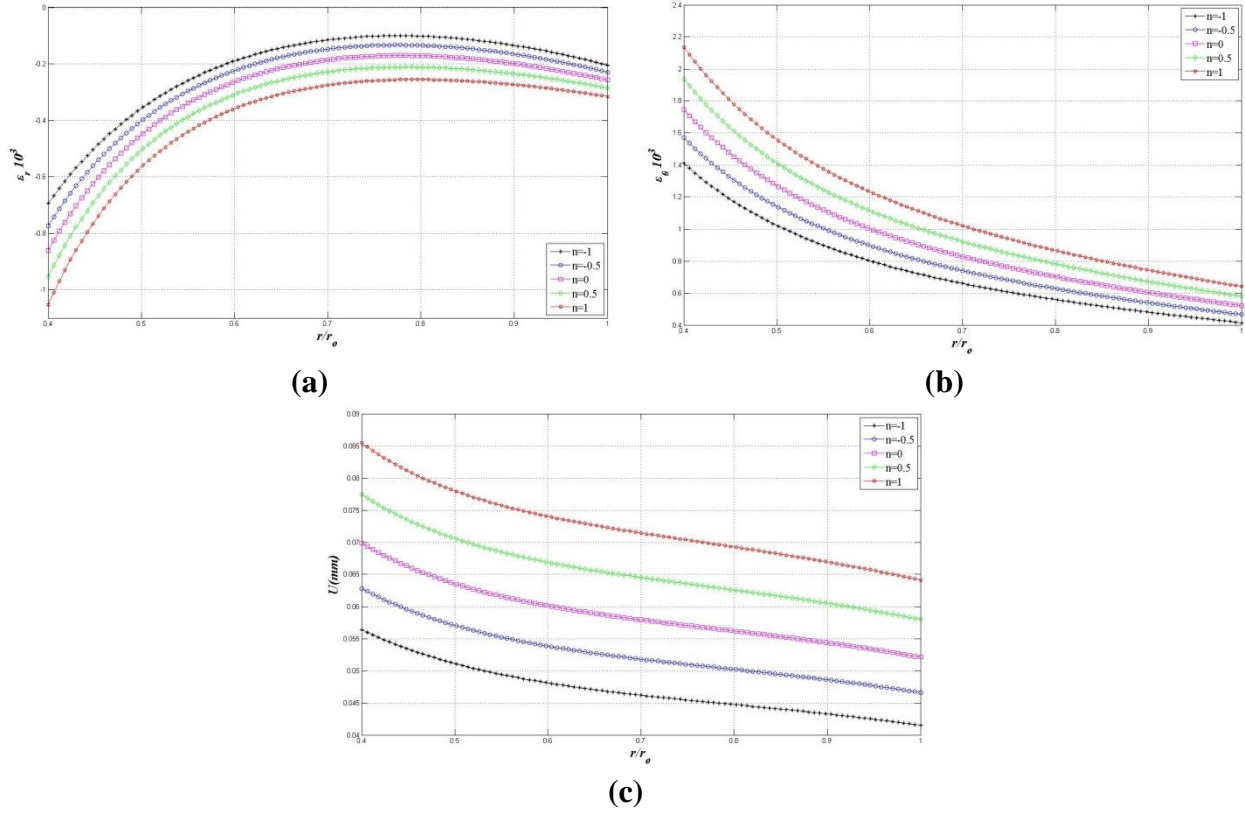 0
-0.2
-0.4
-0.6
-0.8
-1
ε_r 10³
0.4 0.5 0.6 0.7 0.8 0.9 1
r/r_o
n=-1
n=-0.5
n=0
n=0.5
n=1
(a)
2.4
2.2
2
1.8
1.6
1.4
1.2
1
0.8
0.6
0.4
ε_θ 10³
0.4 0.5 0.6 0.7 0.8 0.9 1
r/r_o
n=-1
n=-0.5
n=0
n=0.5
n=1
(b)
0.09
0.085
0.08
0.075
0.07
0.065
0.06
0.055
0.05
0.045
0.04
U(mm)
0.4 0.5 0.6 0.7 0.8 0.9 1
r/r_o
n=-1
n=-0.5
n=0
n=0.5
n=1
(c)